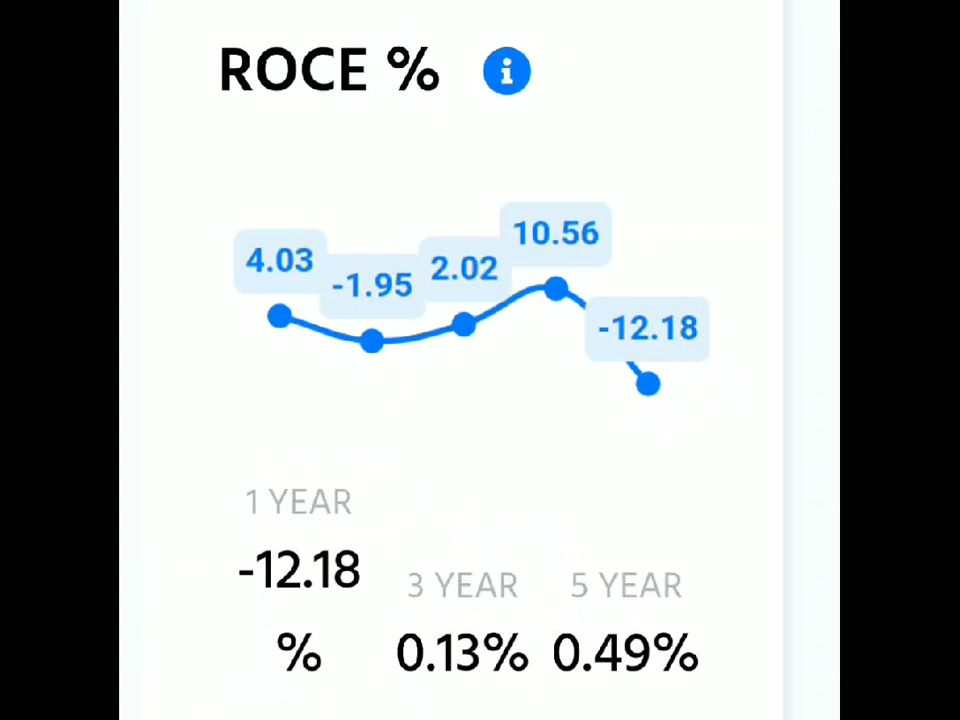 ROCE %
4.03
-1.95
2.02
10.56
-12.18
1 YEAR
-12.18
%
3 YEAR
0.13%
5 YEAR
0.49%